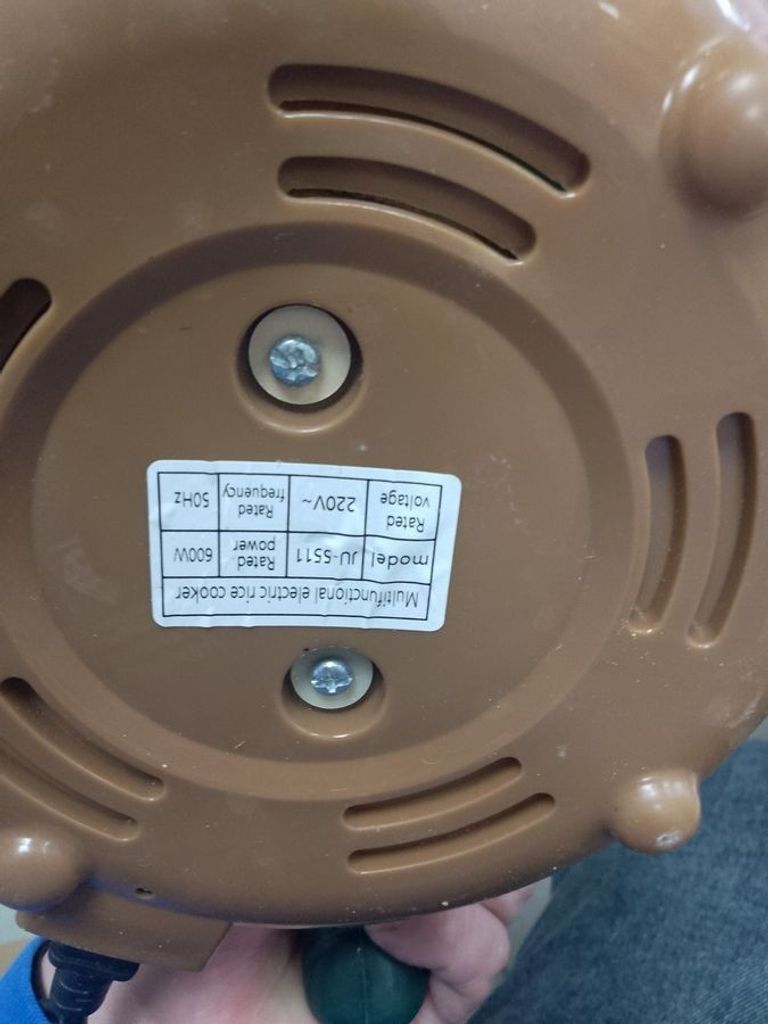 Multifunctional electric rice cooker
model JU-5511 Rated power 600W
Rated voltage 220V~ Rated frequency 50Hz